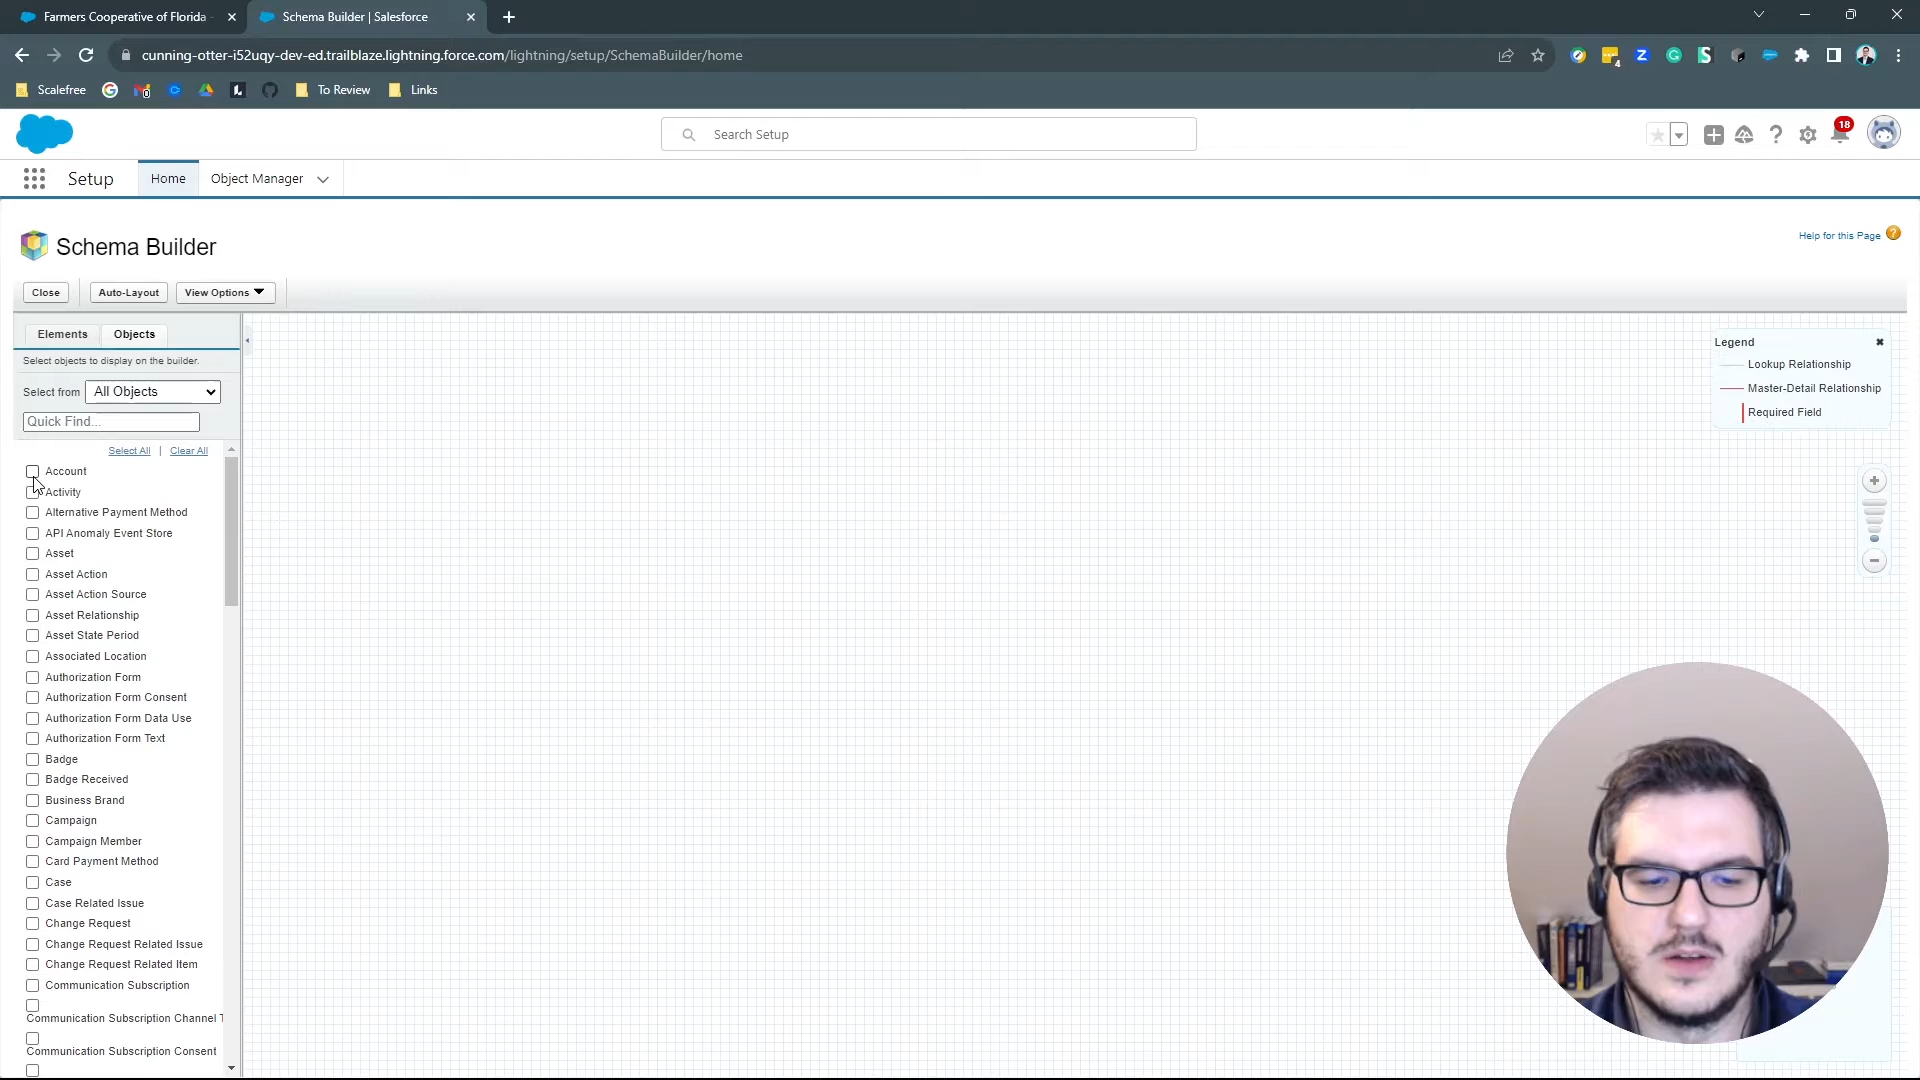 Farmers Cooperative of Florida
Schema Builder | Salesforce
cunning-otter-i52uqy-dev-ed.trailblaze.lightning.force.com/lightning/setup/SchemaBuilder/home
4
Scalefree
0
To Review
Links
Search Setup
18
Setup
Home
Object Manager
Schema Builder
Help for this Page
?
Close
Auto-Layout
View Options
Elements
Objects
Select objects to display on the builder.
Select from
All Objects
Quick Find...
Select All | Clear All
Account
Activity
Alternative Payment Method
API Anomaly Event Store
Asset
Asset Action
Asset Action Source
Asset Relationship
Asset State Period
Associated Location
Authorization Form
Authorization Form Consent
Authorization Form Data Use
Authorization Form Text
Badge
Badge Received
Business Brand
Campaign
Campaign Member
Card Payment Method
Case
Case Related Issue
Change Request
Change Request Related Issue
Change Request Related Item
Communication Subscription
Communication Subscription Channel T
Communication Subscription Consent
Legend
Lookup Relationship
Master-Detail Relationship
Required Field